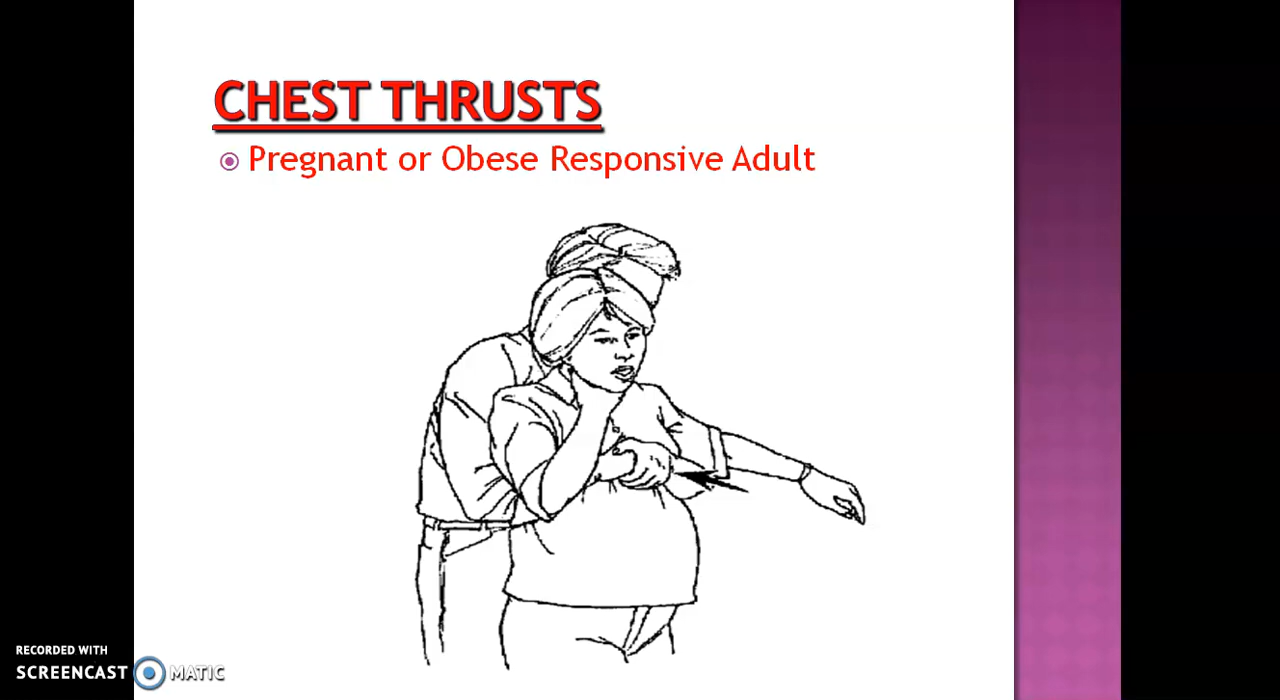 CHEST THRUSTS
Pregnant or Obese Responsive Adult
RECORDED WITH
SCREENCAST MATIC